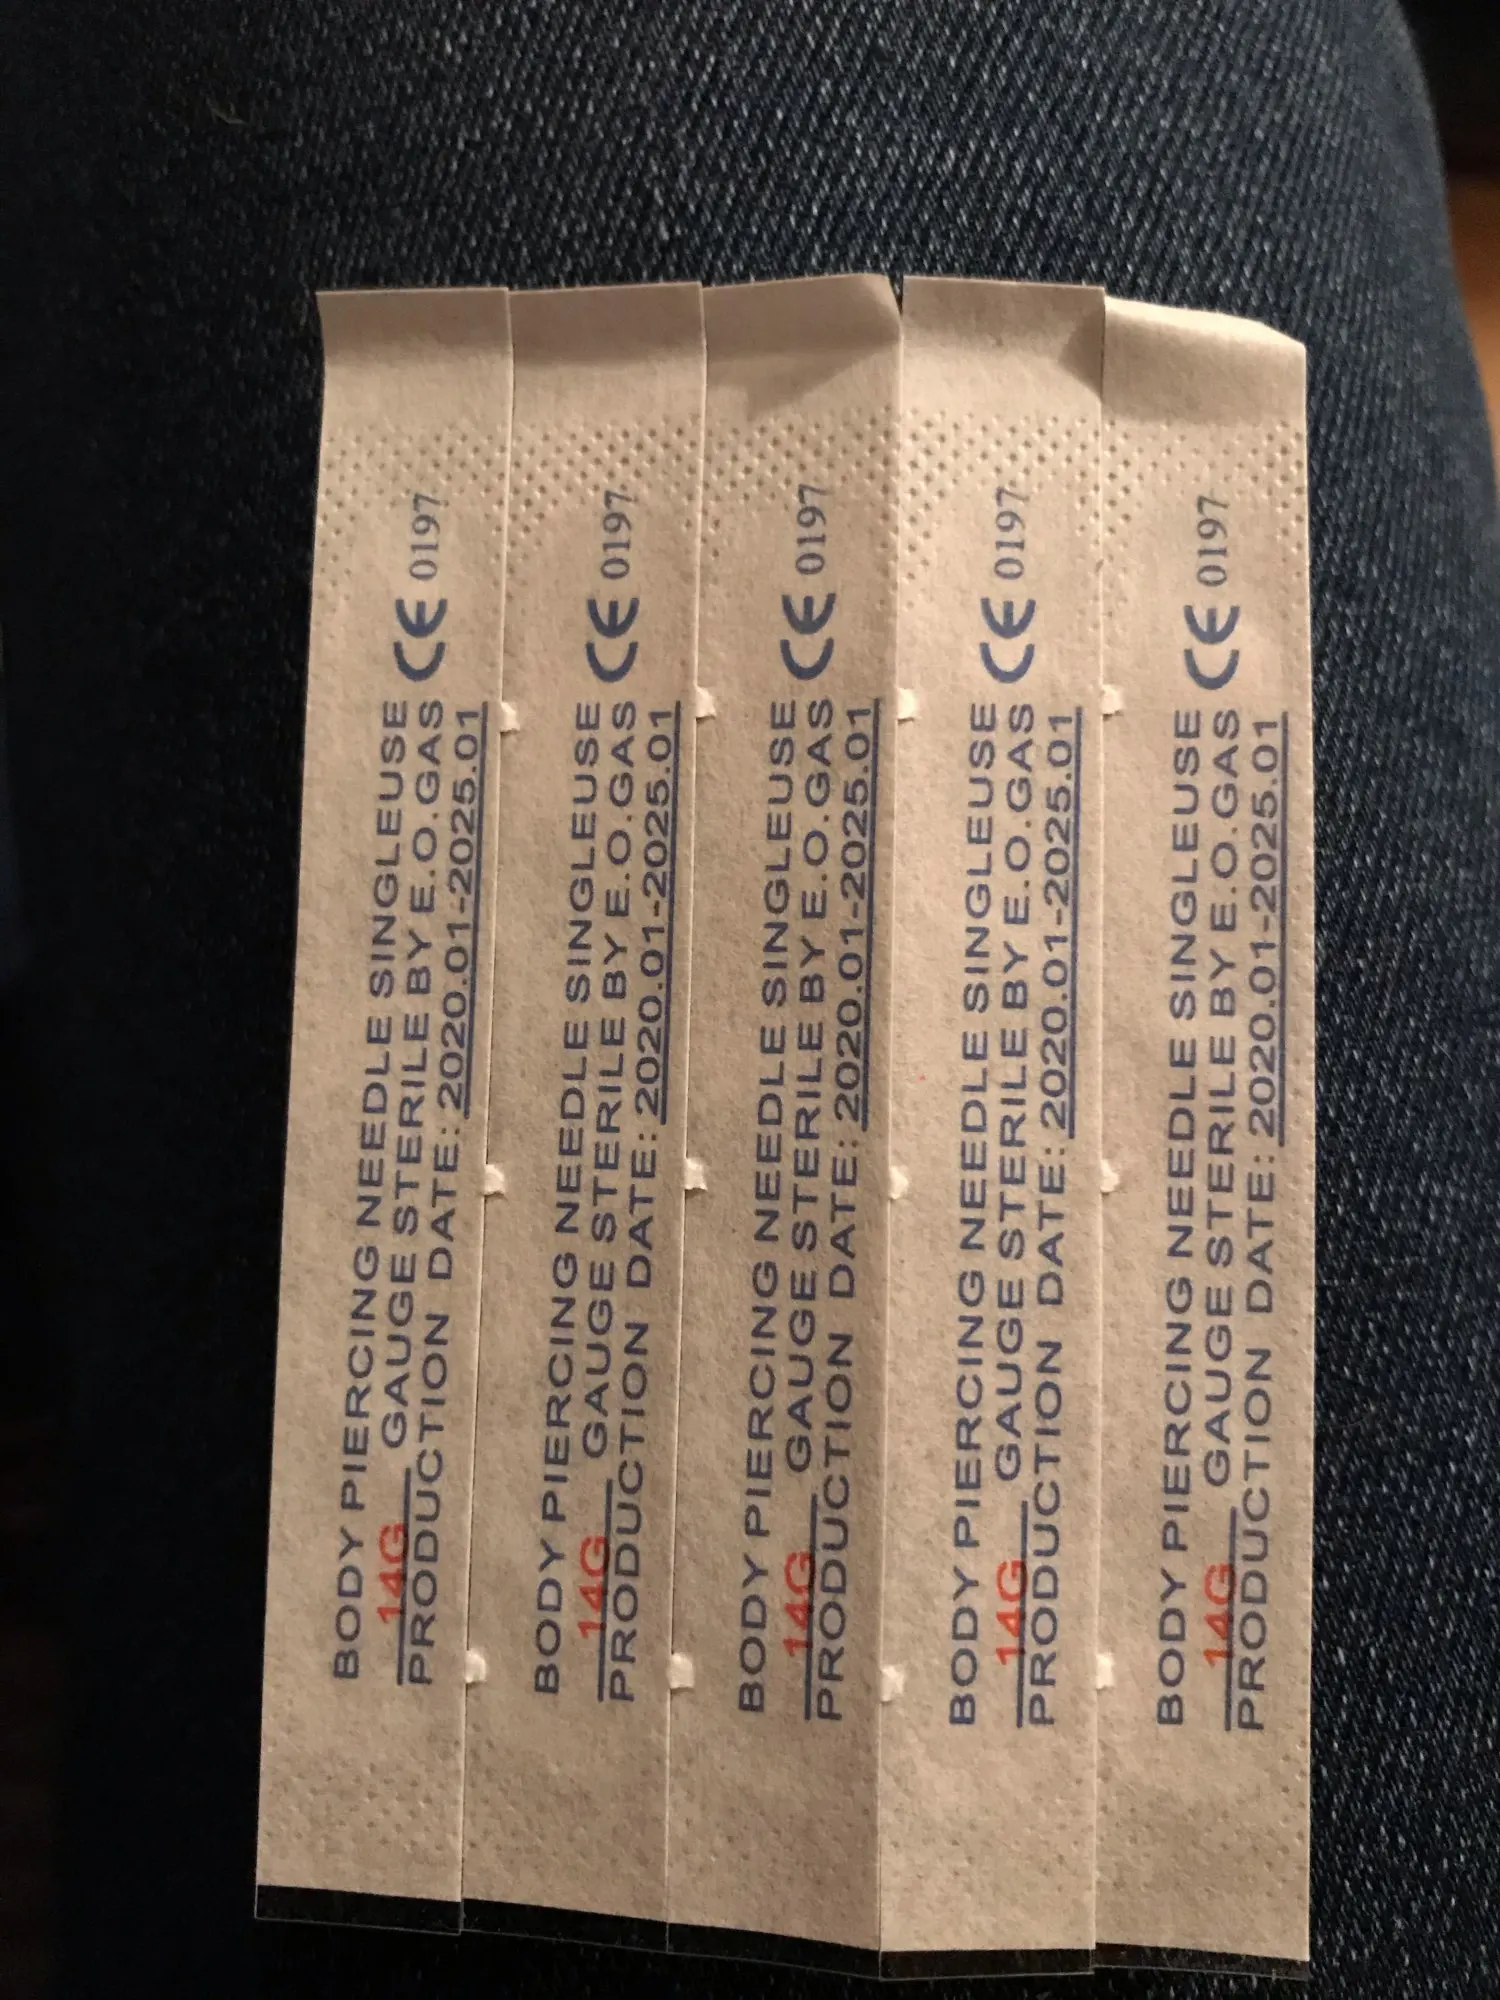 BODY PIERCING NEEDLE SINGLEUSE
14G GAUGE STERILE BY E.O.GAS
PRODUCTION DATE: 2020.01-2025.01
CE 0197
BODY PIERCING NEEDLE SINGLEUSE
14G GAUGE STERILE BY E.O.GAS
PRODUCTION DATE: 2020.01-2025.01
CE 0197
BODY PIERCING NEEDLE SINGLEUSE
14G GAUGE STERILE BY E.O.GAS
PRODUCTION DATE: 2020.01-2025.01
CE 0197
BODY PIERCING NEEDLE SINGLEUSE
14G GAUGE STERILE BY E.O.GAS
PRODUCTION DATE: 2020.01-2025.01
CE 0197
BODY PIERCING NEEDLE SINGLEUSE
14G GAUGE STERILE BY E.O.GAS
PRODUCTION DATE: 2020.01-2025.01
CE 0197